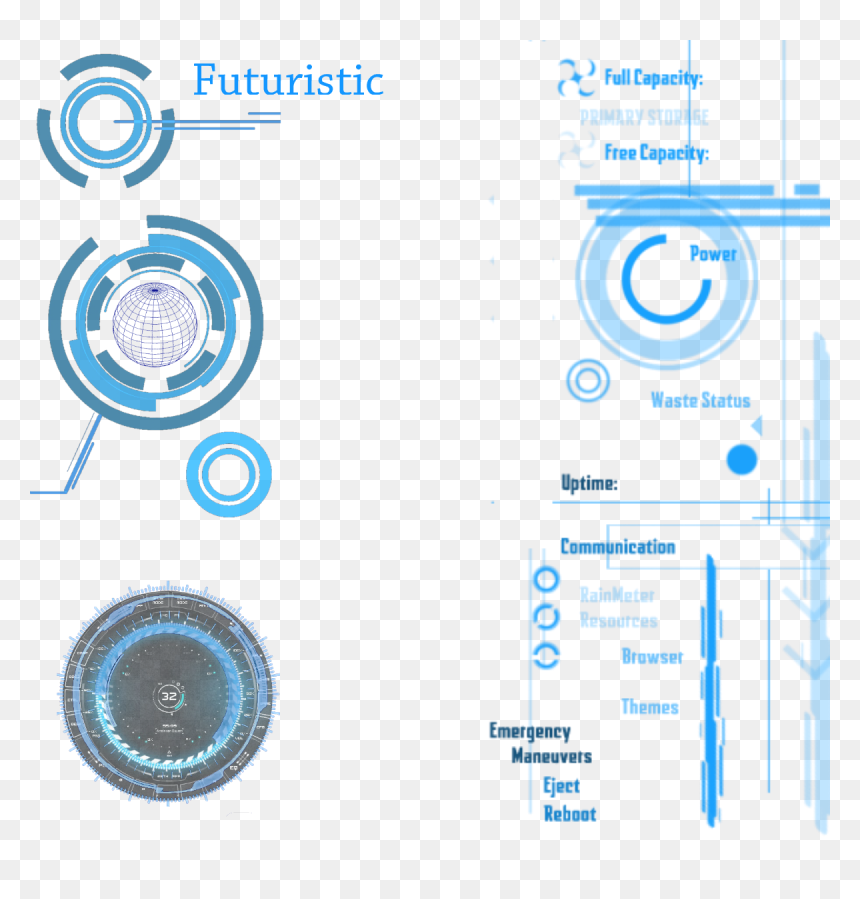 Futuristic
Full Capacity:
PRIMARY STORAGE
Free Capacity:
Power
Waste Status
Uptime:
Communication
RainMeter
Resources
Browser
Themes
Emergency
Maneuvers
Eject
Reboot
32